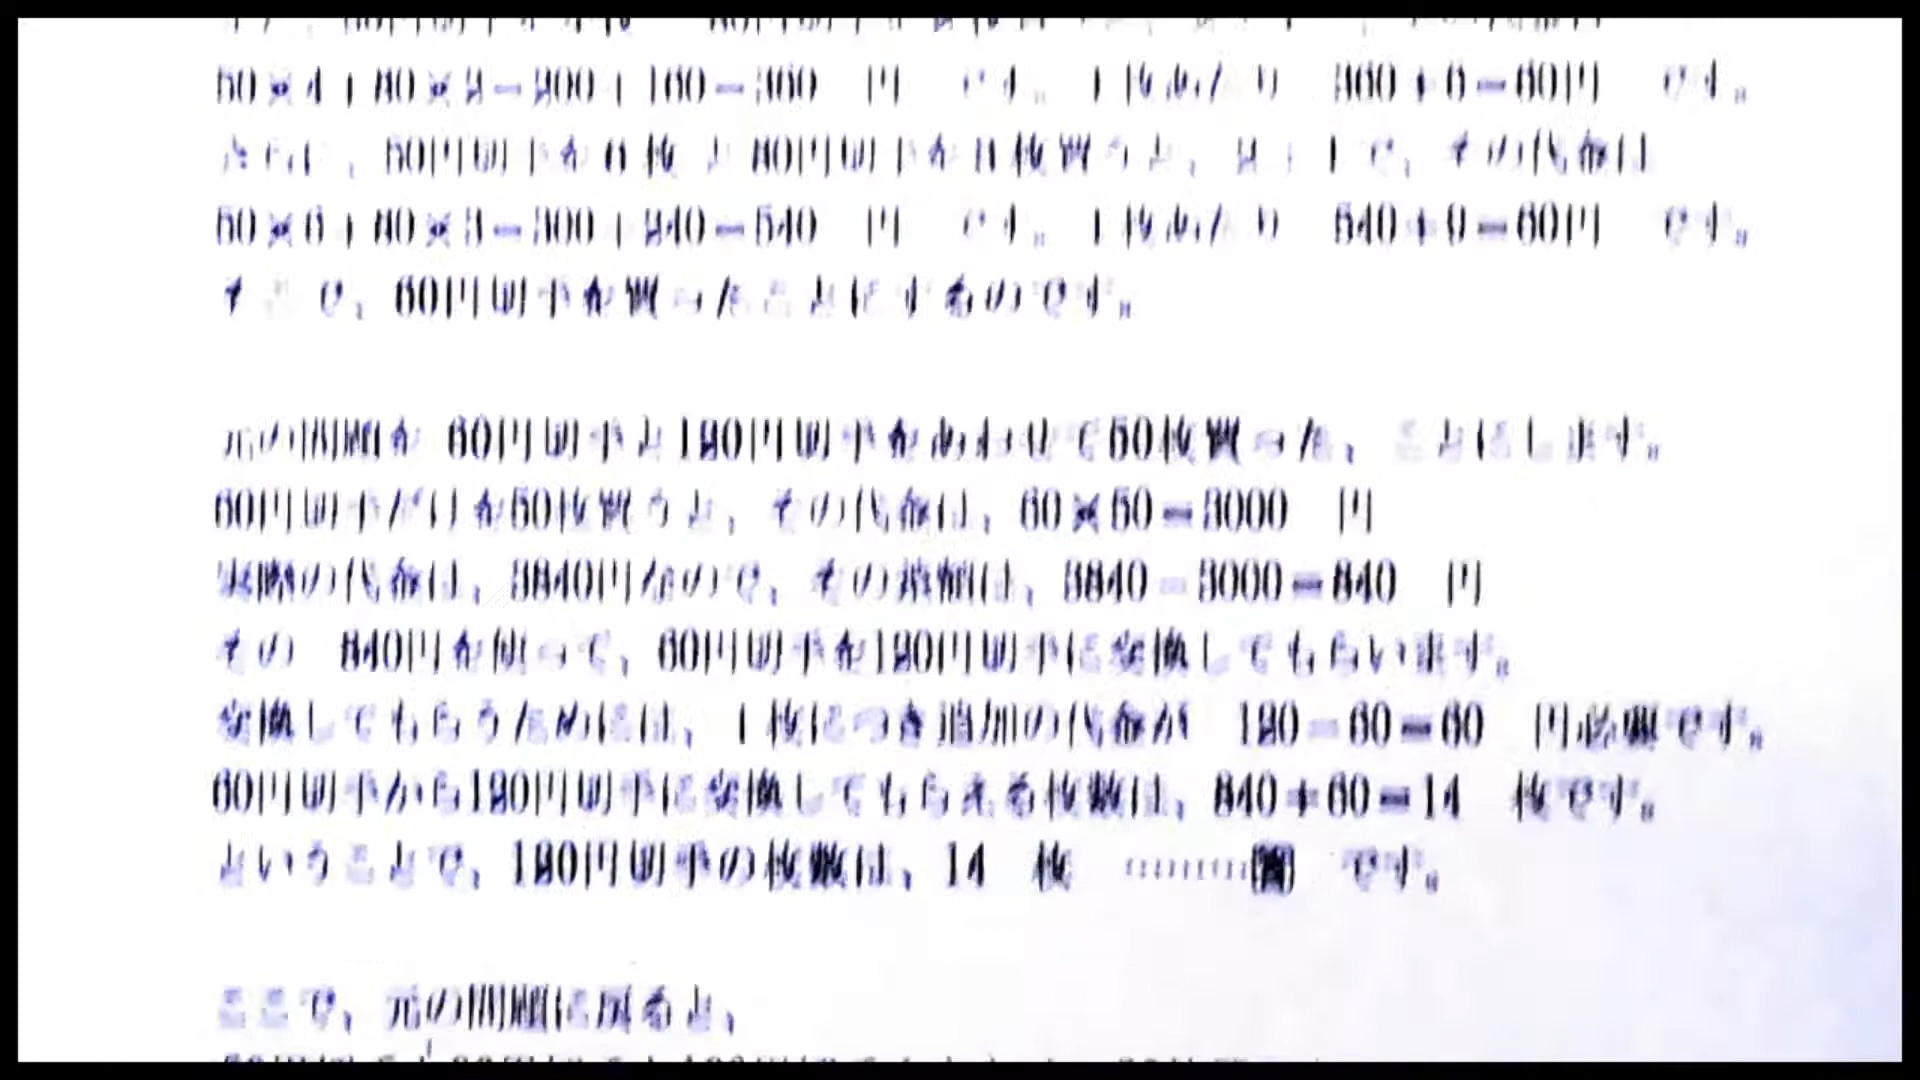 50×4+80×2=200+160=360 円 です。1枚あたり 360÷6=60円 です。
さらに、50円切手を6枚と80円切手を3枚買うと、2:1で、その代金は
50×6+80×3=300+240=540 円 です。1枚あたり 540÷9=60円 です。
そこで、60円切手を買ったことにするのです。
元の問題を 60円切手と120円切手をあわせて50枚買った、ことにします。
60円切手だけを50枚買うと、その代金は、60×50=3000 円
実際の代金は、3840円なので、その差額は、3840-3000=840 円
その 840円を使って、60円切手を120円切手に交換してもらいます。
交換してもらうためには、1枚につき追加の代金が 120-60=60 円必要です。
60円切手から120円切手に交換してもらえる枚数は、840÷60=14 枚です。
ということで、120円切手の枚数は、14 枚 ……… です。
ここで、元の問題に戻ると、